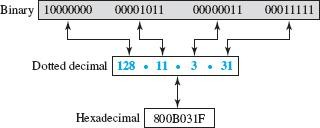 Binary 10000000 00001011 00000011 00011111
Dotted decimal 128 • 11 • 3 • 31
Hexadecimal 800B031F